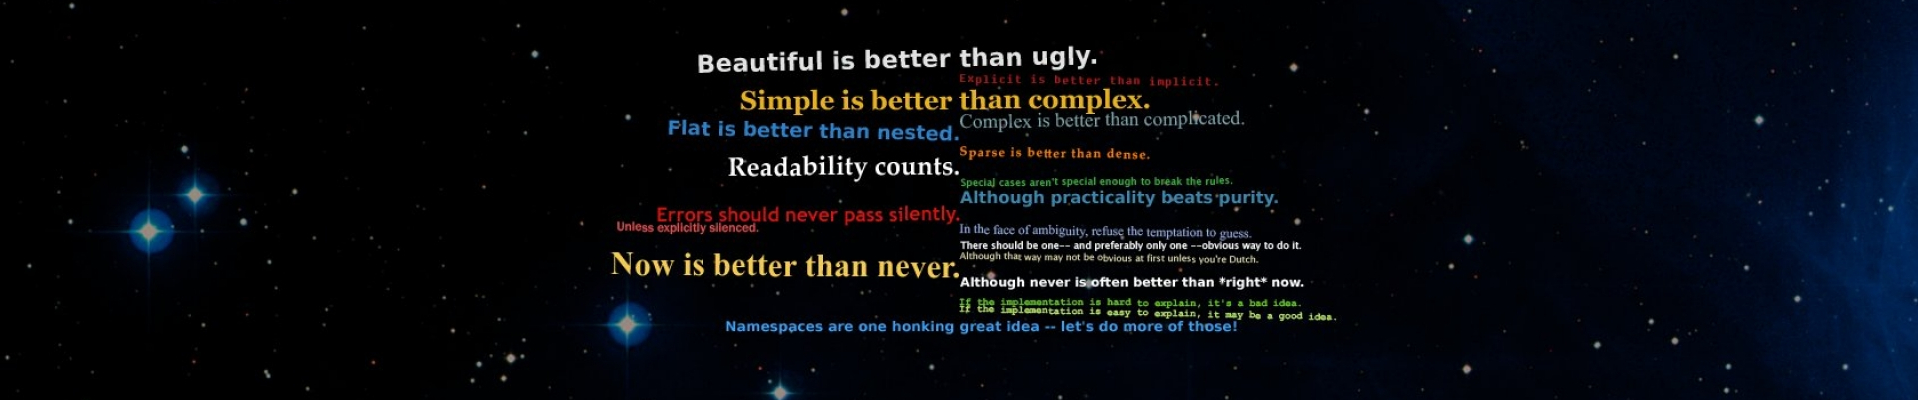 Beautiful is better than ugly.
Explicit is better than implicit.
Simple is better than complex.
Complex is better than complicated.
Flat is better than nested.
Sparse is better than dense.
Readability counts.
Special cases aren't special enough to break the rules.
Although practicality beats purity.
Errors should never pass silently.
Unless explicitly silenced.
In the face of ambiguity, refuse the temptation to guess.
There should be one-- and preferably only one --obvious way to do it.
Although that way may not be obvious at first unless you're Dutch.
Now is better than never.
Although never is often better than *right* now.
If the implementation is hard to explain, it's a bad idea.
If the implementation is easy to explain, it may be a good idea.
Namespaces are one honking great idea -- let's do more of those!